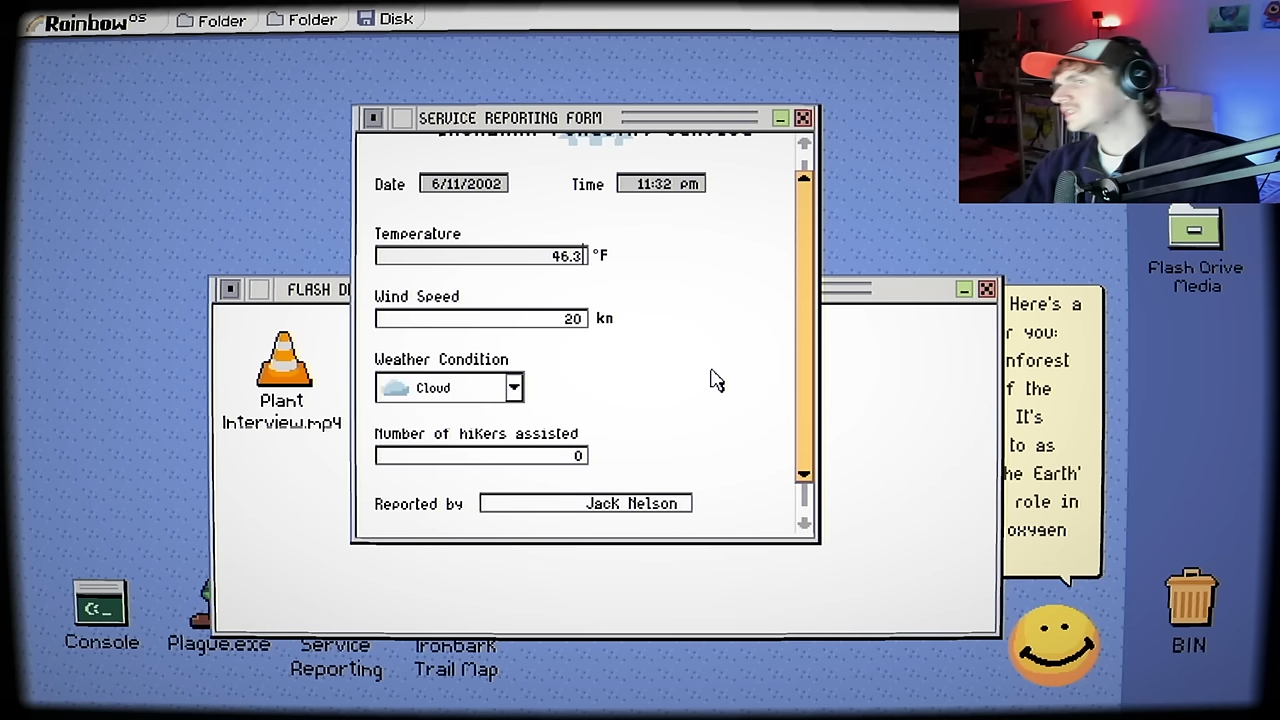 RainbowOS
Folder
Folder
Disk
SERVICE REPORTING FORM
Date 6/11/2002 Time 11:32 pm
Temperature
46.3 °F
Wind Speed
20 kn
Weather Condition
Cloud
Number of hikers assisted
0
Reported by Jack Nelson
FLASH
Plant
Interview.mp4
Here's a
you:
nforest
f the
It's
to as
he Earth'
role in
oxygen
Flash Drive
Media
Console
Plague.exe
Service
Reporting
Ironbark
Trail Map
BIN